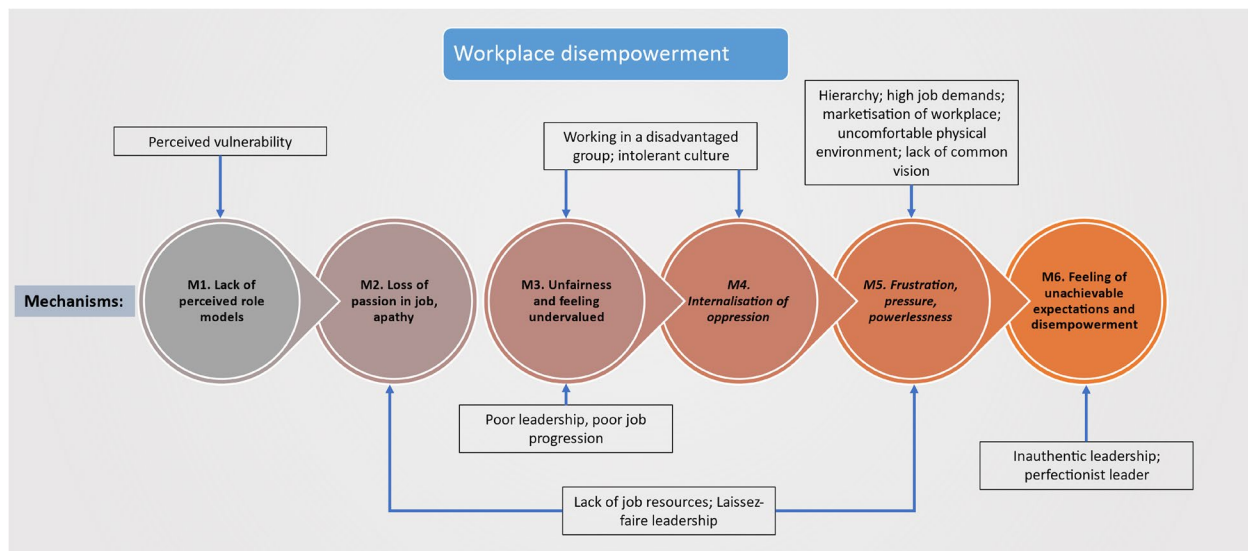 Workplace disempowerment
Perceived vulnerability
Working in a disadvantaged
group; intolerant culture
Hierarchy; high job demands;
marketisation of workplace;
uncomfortable physical
environment; lack of common
vision
Mechanisms:
M1. Lack of
perceived role
models
M2. Loss of
passion in job,
apathy
M3. Unfairness
and feeling
undervalued
M4.
Internalisation of
oppression
M5. Frustration,
pressure,
powerlessness
M6. Feeling of
unachievable
expectations and
disempowerment
Poor leadership, poor job
progression
Lack of job resources; Laissez-
faire leadership
Inauthentic leadership;
perfectionist leader